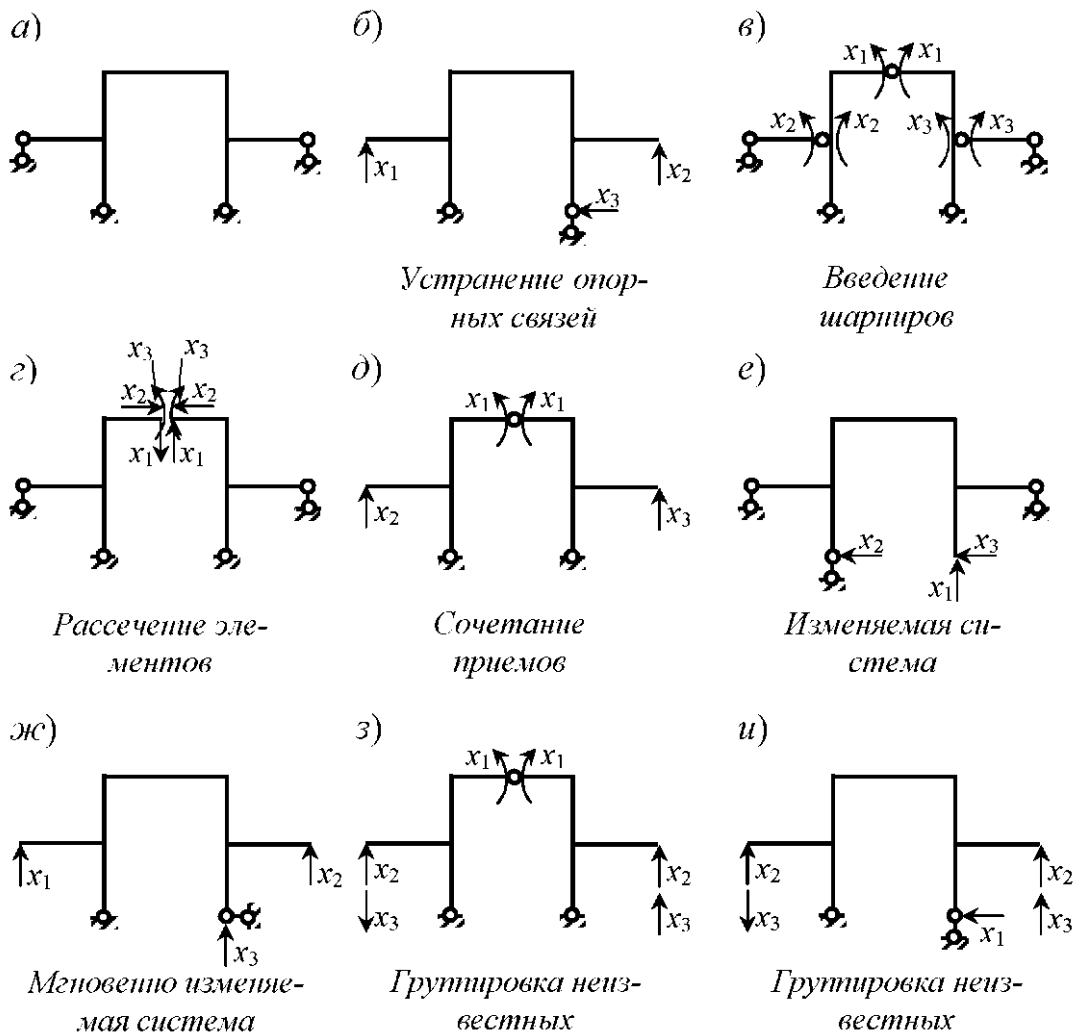 а)
б)
в)
x₁ x₁
x₂ x₂ x₃ x₃
x₁ x₂
x₃
Устранение опор-
ных связей
Введение
шарниров
г)
д)
е)
x₃ x₃
x₂ x₂
x₁ x₁
x₁ x₁
x₂ x₃
x₂ x₃
x₁
Рассечение эле-
ментов
Сочетание
приемов
Изменяемая си-
стема
ж)
з)
и)
x₁ x₁
x₁ x₂
x₃
x₂ x₂
x₃ x₃
x₂ x₂
x₃ x₃
x₁
Мгновенно изменяе-
мая система
Группировка неиз-
вестных
Группировка неиз-
вестных